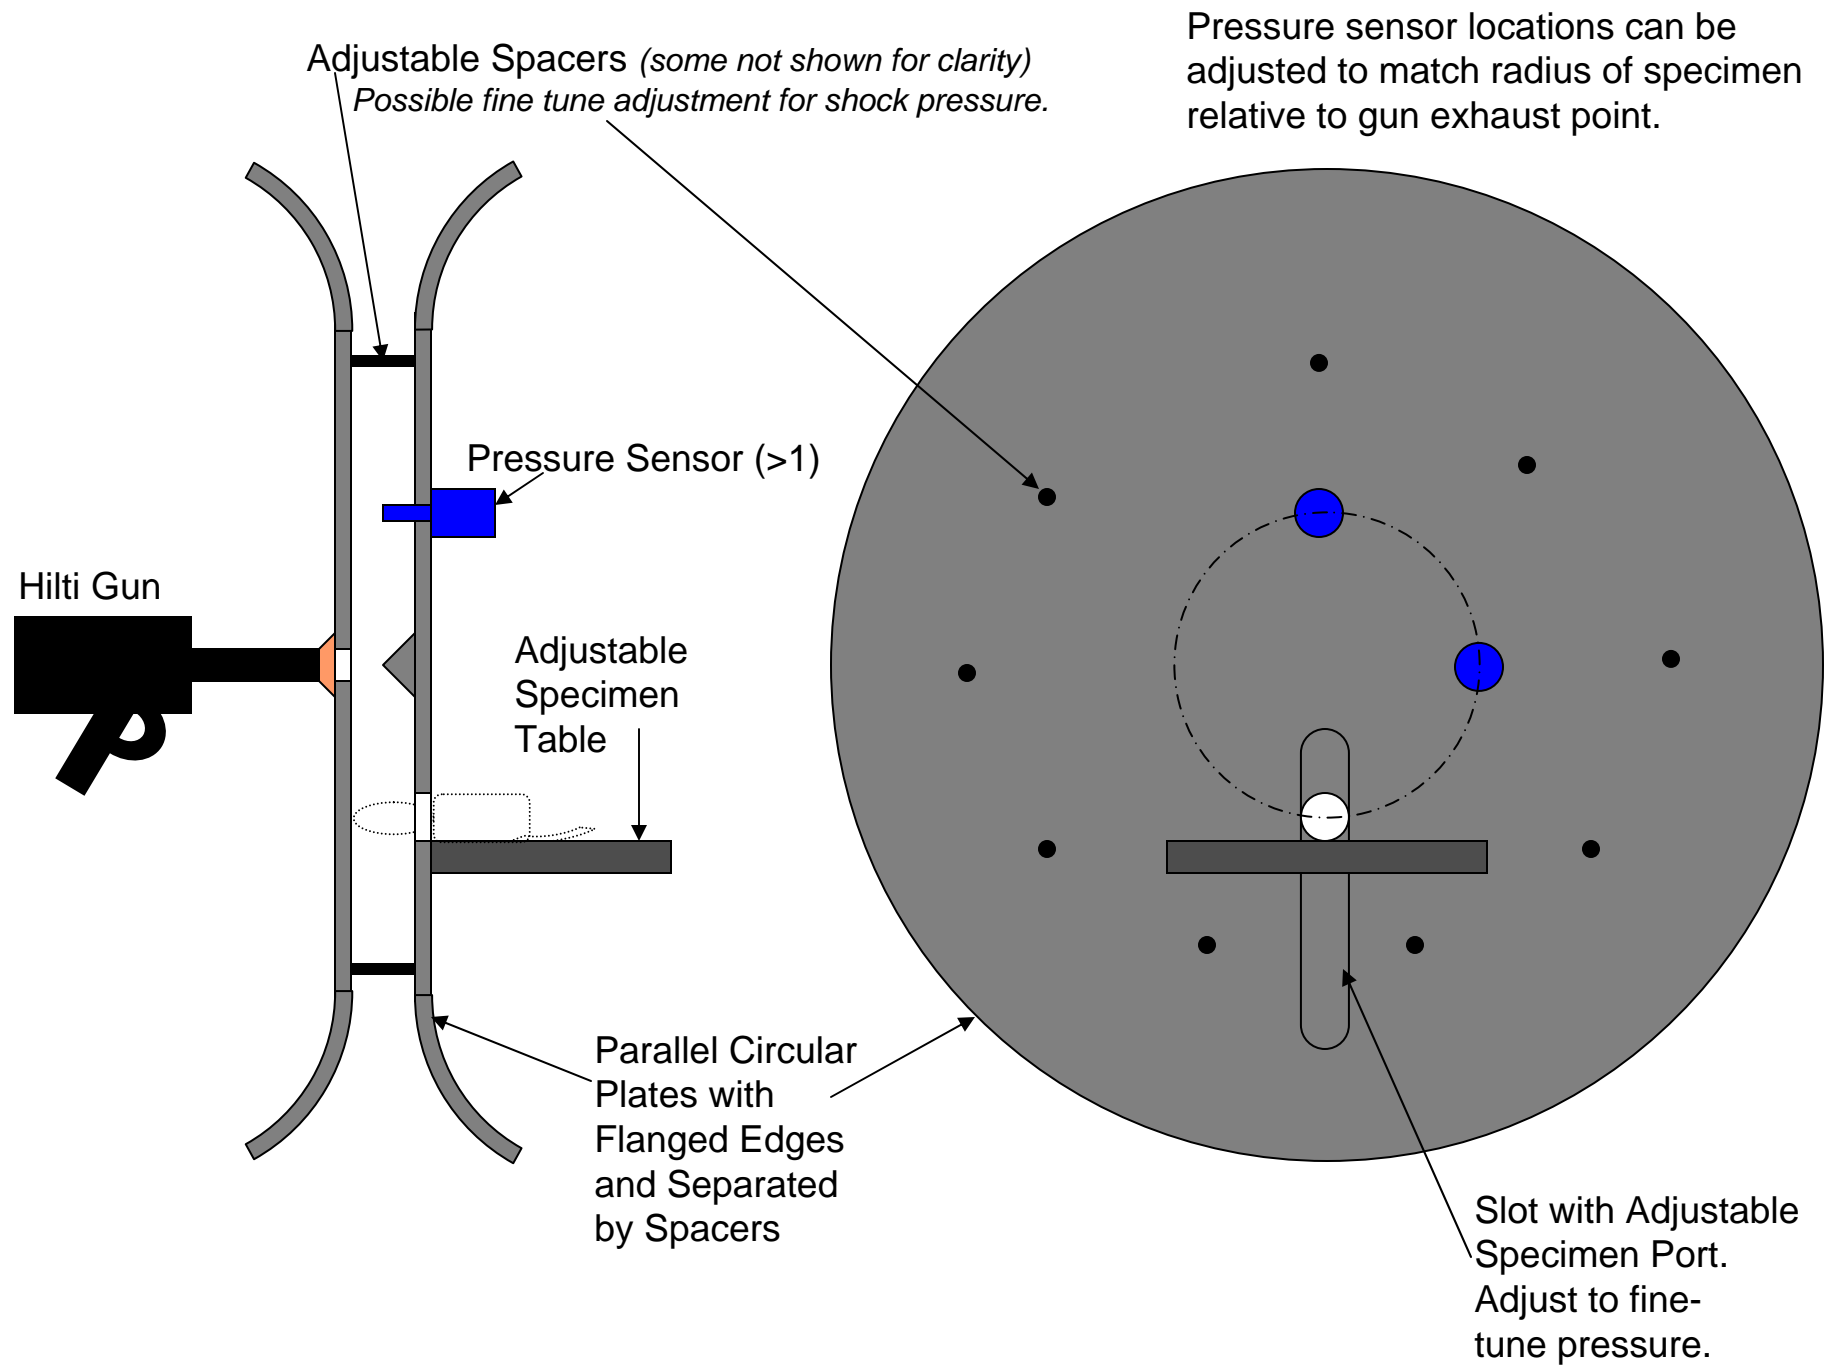 Adjustable Spacers (some not shown for clarity)
Possible fine tune adjustment for shock pressure.
Pressure sensor locations can be
adjusted to match radius of specimen
relative to gun exhaust point.
Pressure Sensor (>1)
Hilti Gun
Adjustable
Specimen
Table
Parallel Circular
Plates with
Flanged Edges
and Separated
by Spacers
Slot with Adjustable
Specimen Port.
Adjust to fine-
tune pressure.